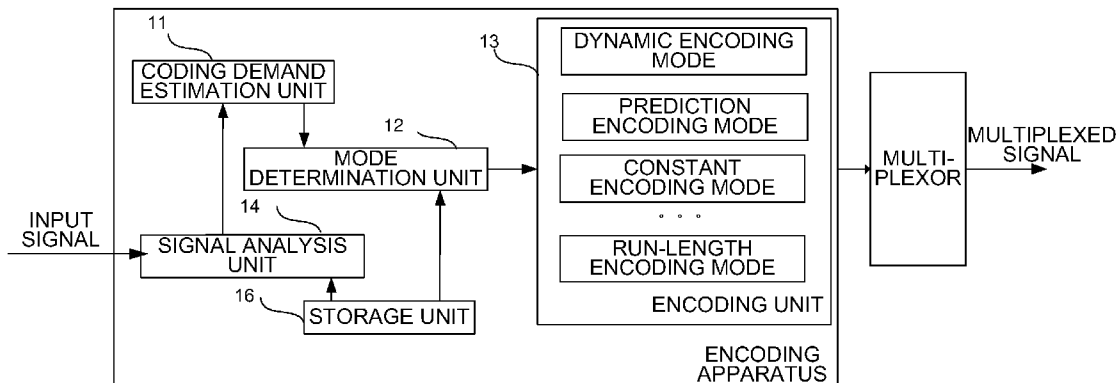 11
CODING DEMAND
ESTIMATION UNIT
12
MODE
DETERMINATION UNIT
INPUT
SIGNAL
14
SIGNAL ANALYSIS
UNIT
16
STORAGE UNIT
13
DYNAMIC ENCODING
MODE
PREDICTION
ENCODING MODE
CONSTANT
ENCODING MODE
° ° °
RUN-LENGTH
ENCODING MODE
ENCODING UNIT
ENCODING
APPARATUS
MULTI-
PLEXOR
MULTIPLEXED
SIGNAL